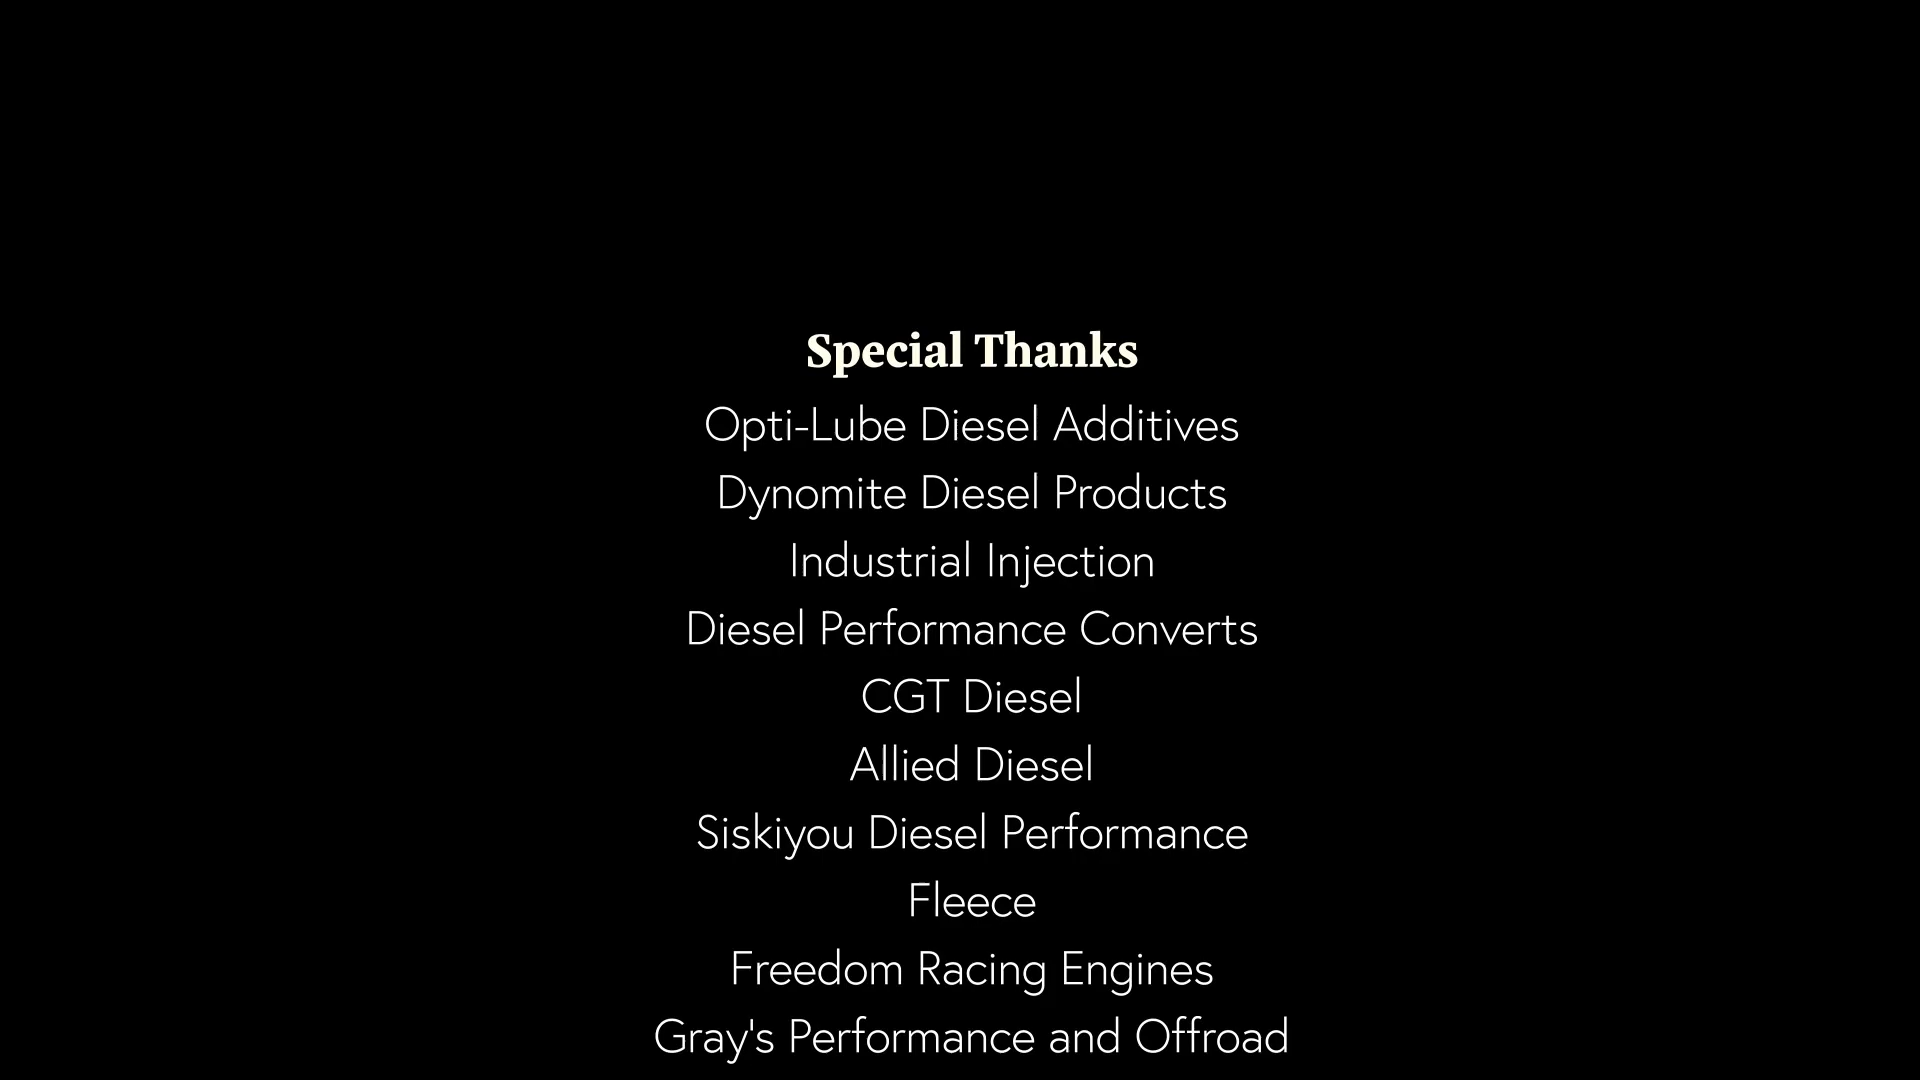 Special Thanks
Opti-Lube Diesel Additives
Dynomite Diesel Products
Industrial Injection
Diesel Performance Converts
CGT Diesel
Allied Diesel
Siskiyou Diesel Performance
Fleece
Freedom Racing Engines
Gray's Performance and Offroad